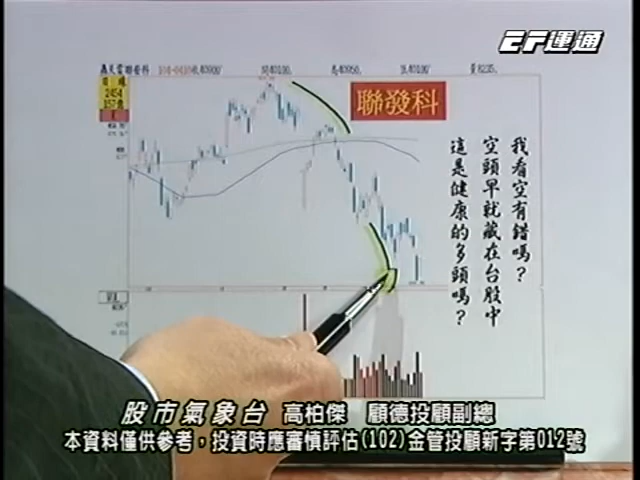 EF運通
聯發科
日線
2454
我看空有錯嗎？
空頭早就藏在台股中
這是健康的多頭嗎？
股市氣象台 高柏傑 顧德投顧副總
本資料僅供參考，投資時應審慎評估(102)金管投顧新字第012號